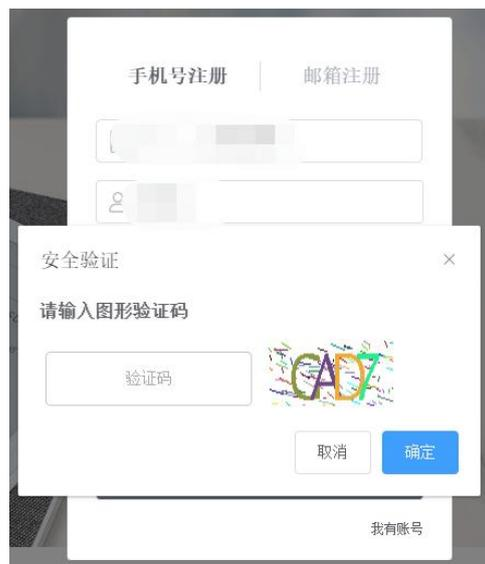 手机号注册 邮箱注册
安全验证 ×
请输入图形验证码
验证码 CAD7
取消 确定
我有账号